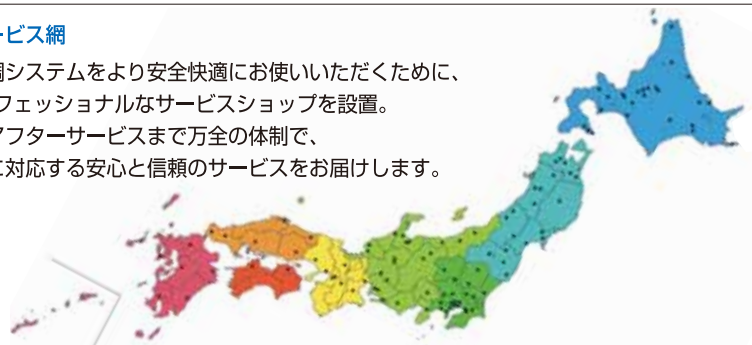 ービス網
調システムをより安全快適にお使いいただくために、
フェッショナルなサービスショップを設置。
アフターサービスまで万全の体制で、
に対応する安心と信頼のサービスをお届けします。